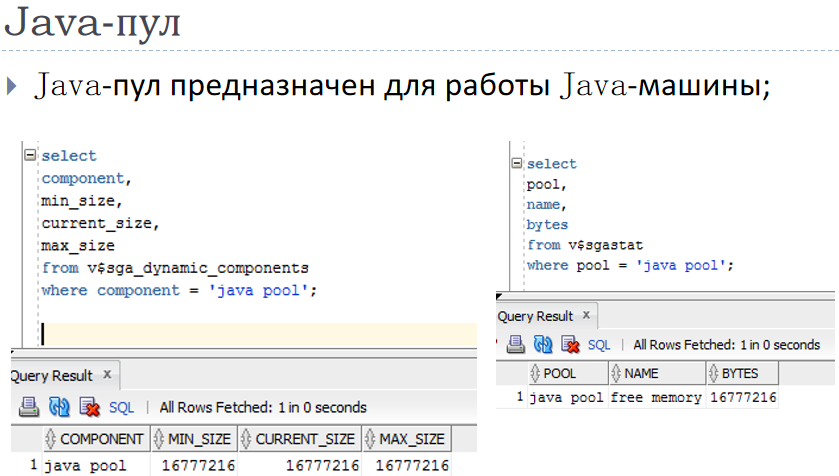 Java-пул
Java-пул предназначен для работы Java-машины;
select
component,
min_size,
current_size,
max_size
from v$sga_dynamic_components
where component = 'java pool';
Query Result x
SQL | All Rows Fetched: 1 in 0 seconds
COMPONENT MIN_SIZE CURRENT_SIZE MAX_SIZE
1 java pool 16777216 16777216 16777216
select
pool,
name,
bytes
from v$sgastat
where pool = 'java pool';
Query Result x
SQL | All Rows Fetched: 1 in 0 seconds
POOL NAME BYTES
1 java pool free memory 16777216